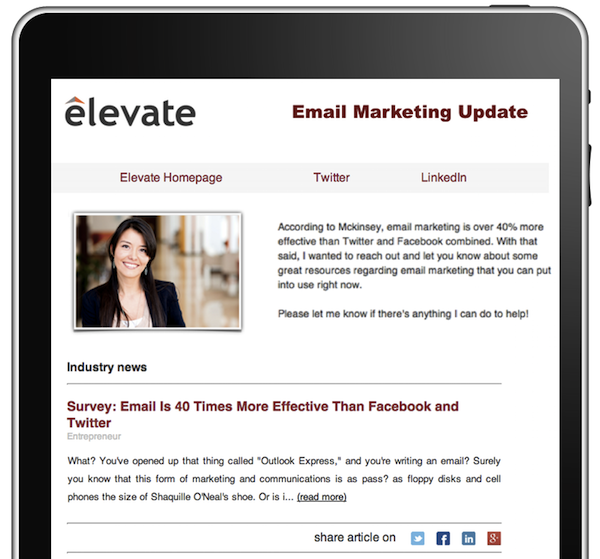 elevate
Email Marketing Update
Elevate Homepage Twitter LinkedIn
According to Mckinsey, email marketing is over 40% more
effective than Twitter and Facebook combined. With that
said, I wanted to reach out and let you know about some
great resources regarding email marketing that you can put
into use right now.
Please let me know if there's anything I can do to help!
Industry news
Survey: Email Is 40 Times More Effective Than Facebook and
Twitter
Entrepreneur
What? You've opened up that thing called "Outlook Express," and you're writing an email? Surely
you know that this form of marketing and communications is as pass? as floppy disks and cell
phones the size of Shaquille O'Neal's shoe. Or is i... (read more)
share article on